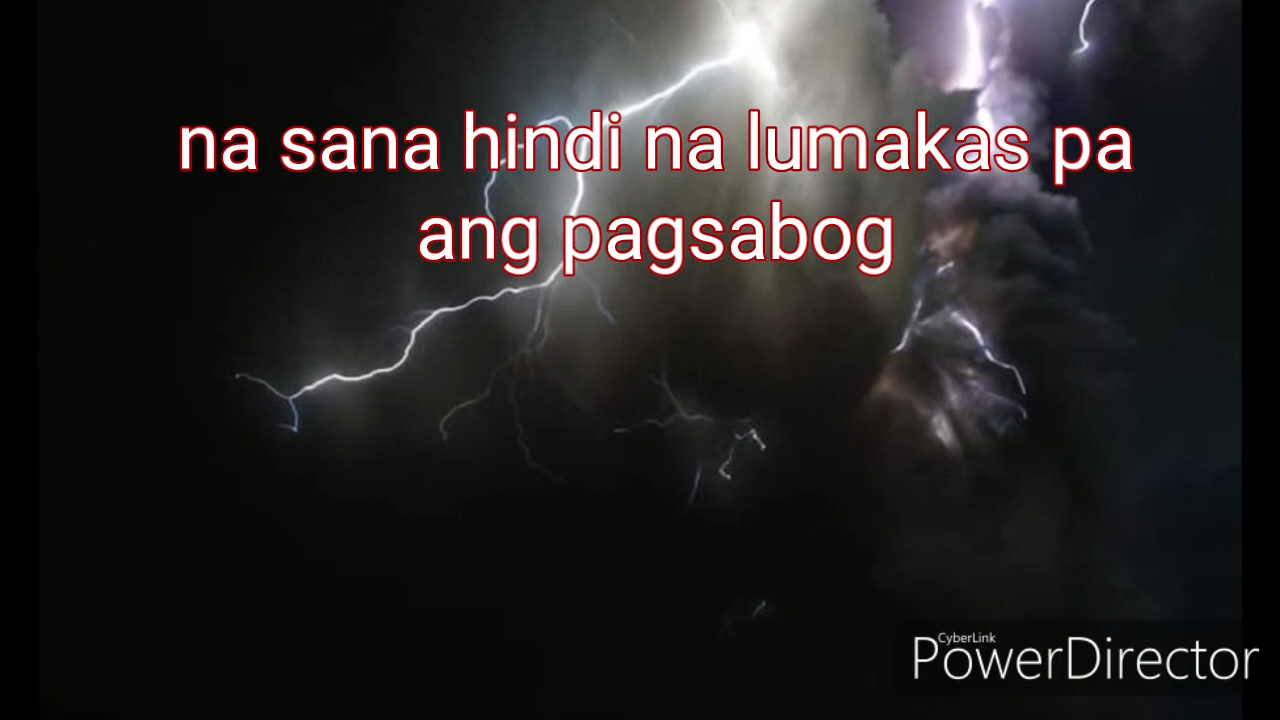 na sana hindi na lumakas pa
ang pagsabog
CyberLink
PowerDirector